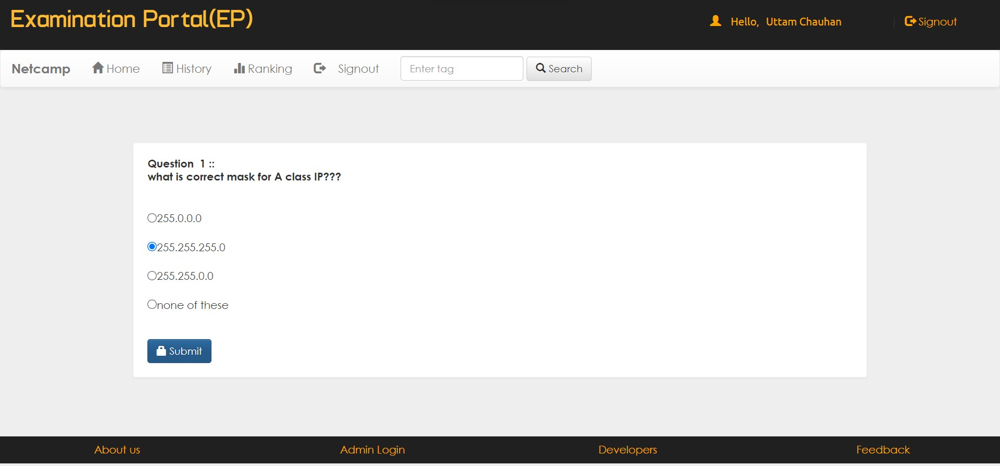 Examination Portal(EP)
Hello, Uttam Chauhan
Signout
Netcamp
Home
History
Ranking
Signout
Enter tag
Search
Question 1 ::
what is correct mask for A class IP???
255.0.0.0
255.255.255.0
255.255.0.0
none of these
Submit
About us
Admin Login
Developers
Feedback